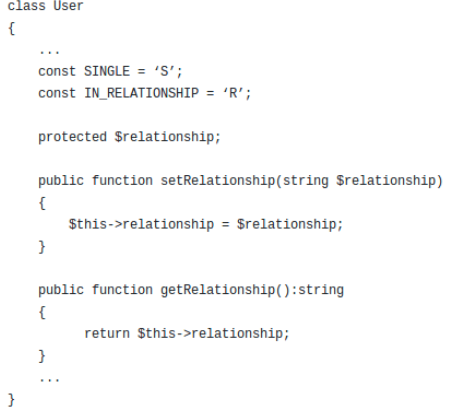 class User
{
    ...
    const SINGLE = ‘S’;
    const IN_RELATIONSHIP = ‘R’;

    protected $relationship;

    public function setRelationship(string $relationship)
    {
        $this->relationship = $relationship;
    }

    public function getRelationship():string
    {
          return $this->relationship;
    }
    ...
}